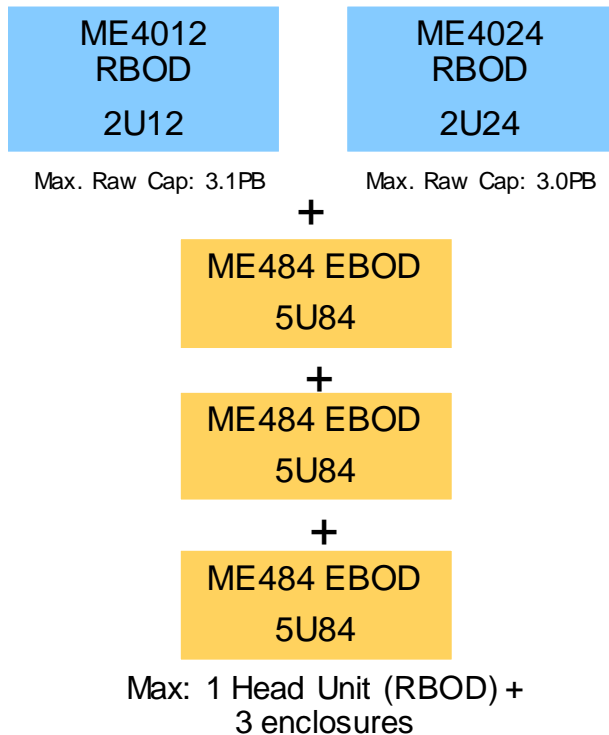 ME4012
RBOD
2U12
ME4024
RBOD
2U24
Max. Raw Cap: 3.1PB
Max. Raw Cap: 3.0PB
+
ME484 EBOD
5U84
+
ME484 EBOD
5U84
+
ME484 EBOD
5U84
Max: 1 Head Unit (RBOD) +
3 enclosures